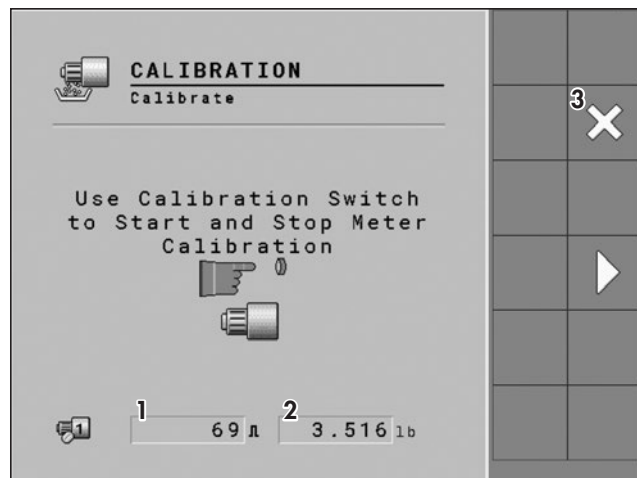 CALIBRATION
Calibrate
3
Use Calibration Switch
to Start and Stop Meter
Calibration
1
2
1
69
3.516 lb